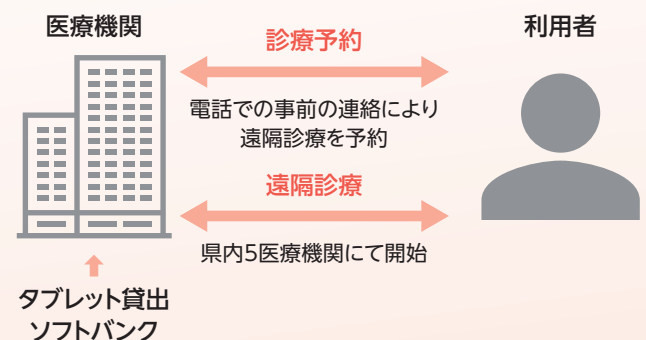 医療機関
利用者
診療予約
電話での事前の連絡により
遠隔診療を予約
遠隔診療
県内5医療機関にて開始
タブレット貸出
ソフトバンク